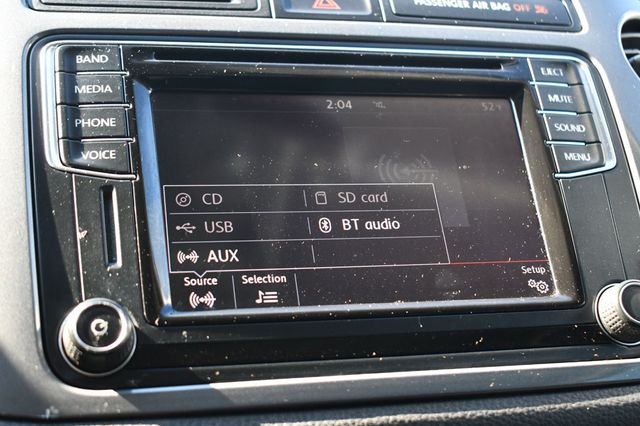 PASSENGER AIR BAG OFF
BAND
MEDIA
PHONE
VOICE
EJECT
MUTE
SOUND
MENU
2:04
52°F
CD
SD card
USB
BT audio
AUX
Source
Selection
Setup